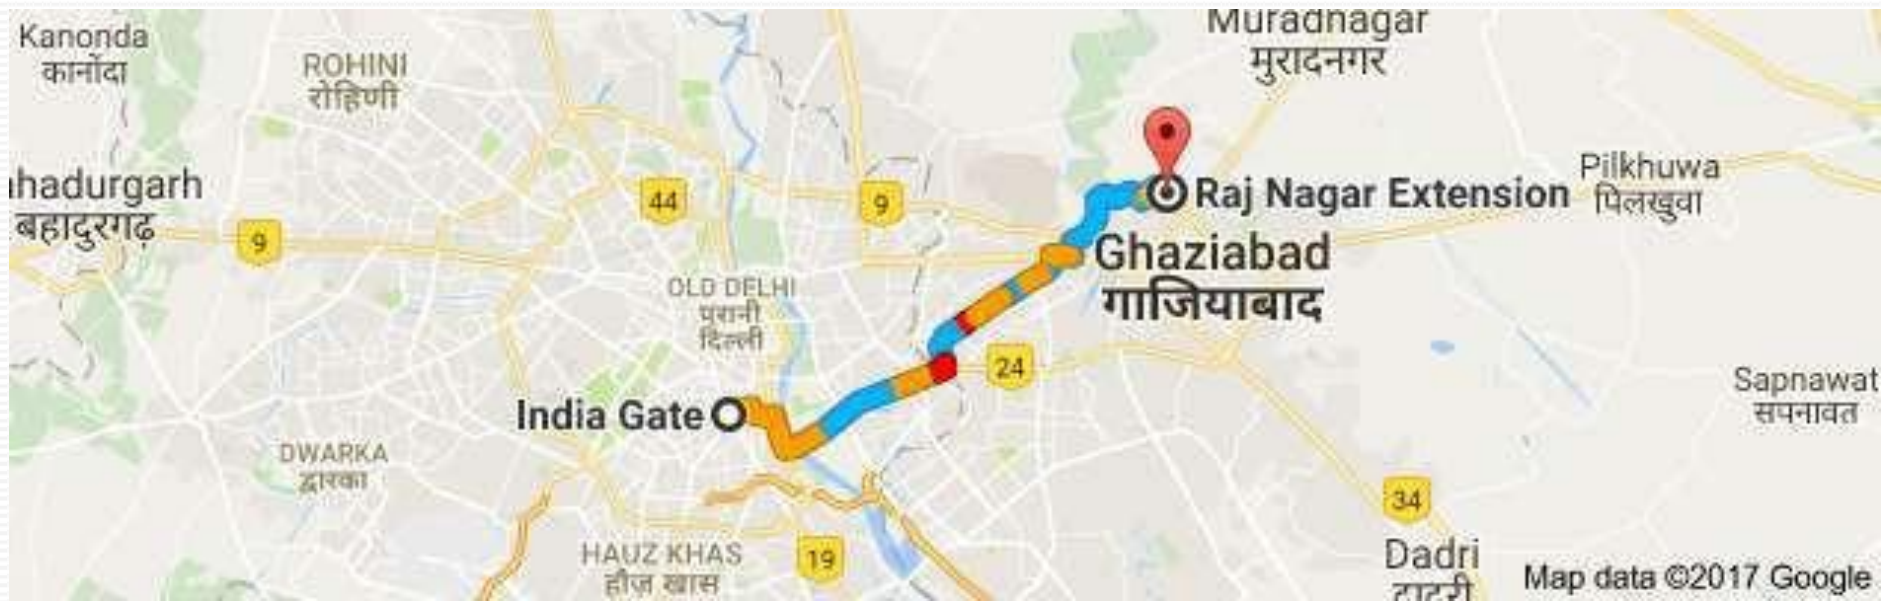 Kanonda
कानोंदा
ROHINI
रोहिणी
Muradnagar
मुरादनगर
hadurgarh
बहादुरगढ़
9
44
9
Raj Nagar Extension
Pilkhuwa
पिलखुवा
Ghaziabad
गाजियाबाद
OLD DELHI
पुरानी
दिल्ली
24
India Gate
Sapnawat
सपनावत
DWARKA
द्वारका
34
HAUZ KHAS
हौज़ खास
19
Dadri
दादरी
Map data ©2017 Google